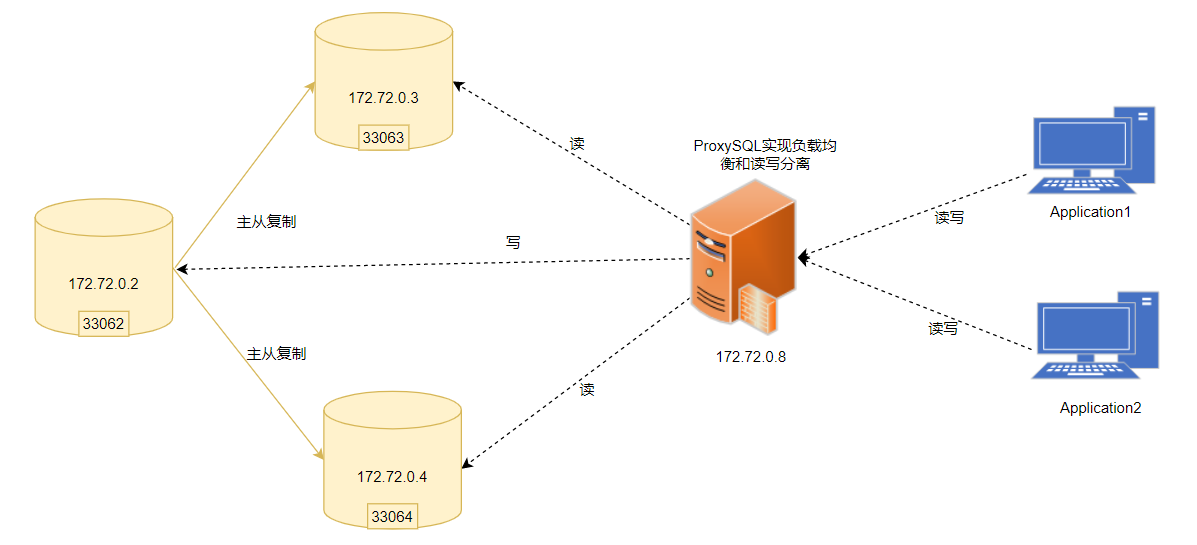 172.72.0.3
33063
读
ProxySQL实现负载均
衡和读写分离
Application1
读写
主从复制
写
172.72.0.2
33062
主从复制
172.72.0.8
读写
读
Application2
172.72.0.4
33064